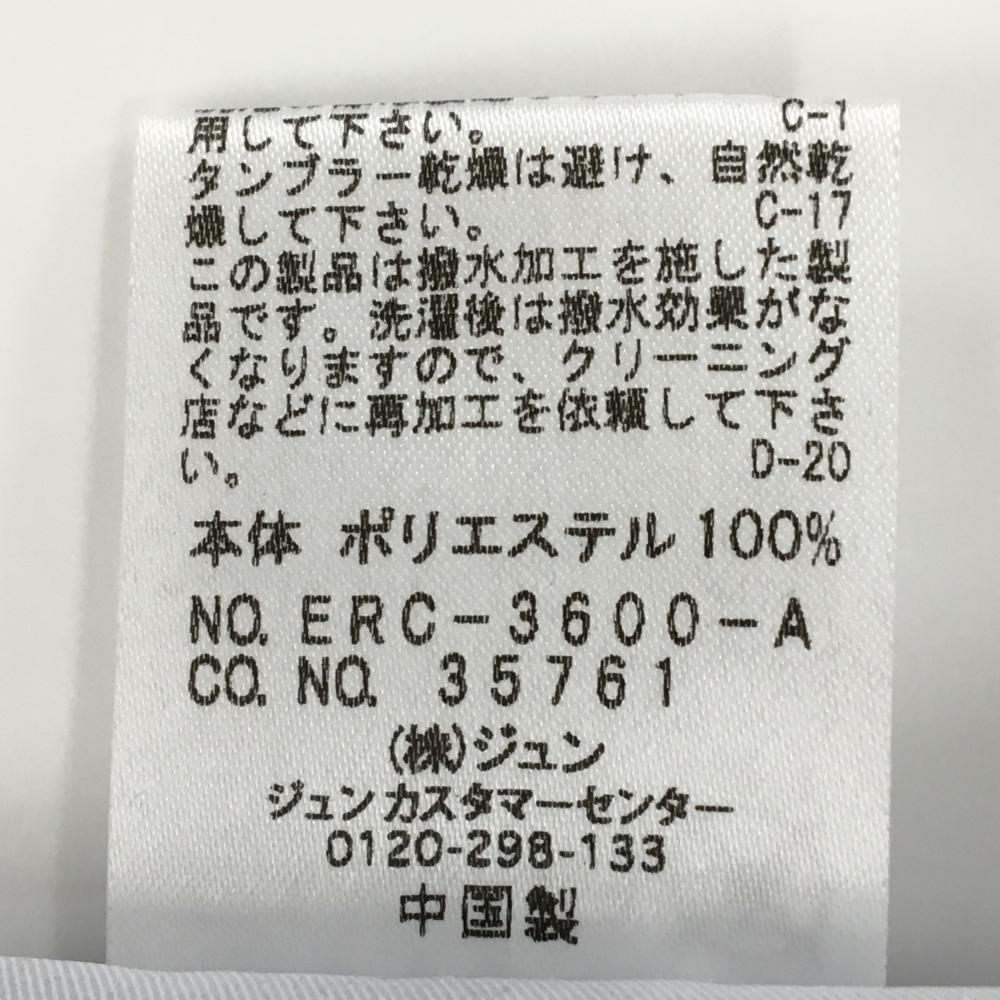 用して下さい。 C-1
タンブラー乾燥は避け、自然乾
燥して下さい。 C-17
この製品は撥水加工を施した製
品です。洗濯後は撥水効果がな
くなりますので、クリーニング
店などに再加工を依頼して下さ
い。 D-20
本体 ポリエステル 100%
NO. ERC-3600-A
CO. NO. 35761
(株)ジュン
ジュンカスタマーセンター
0120-298-133
中国製